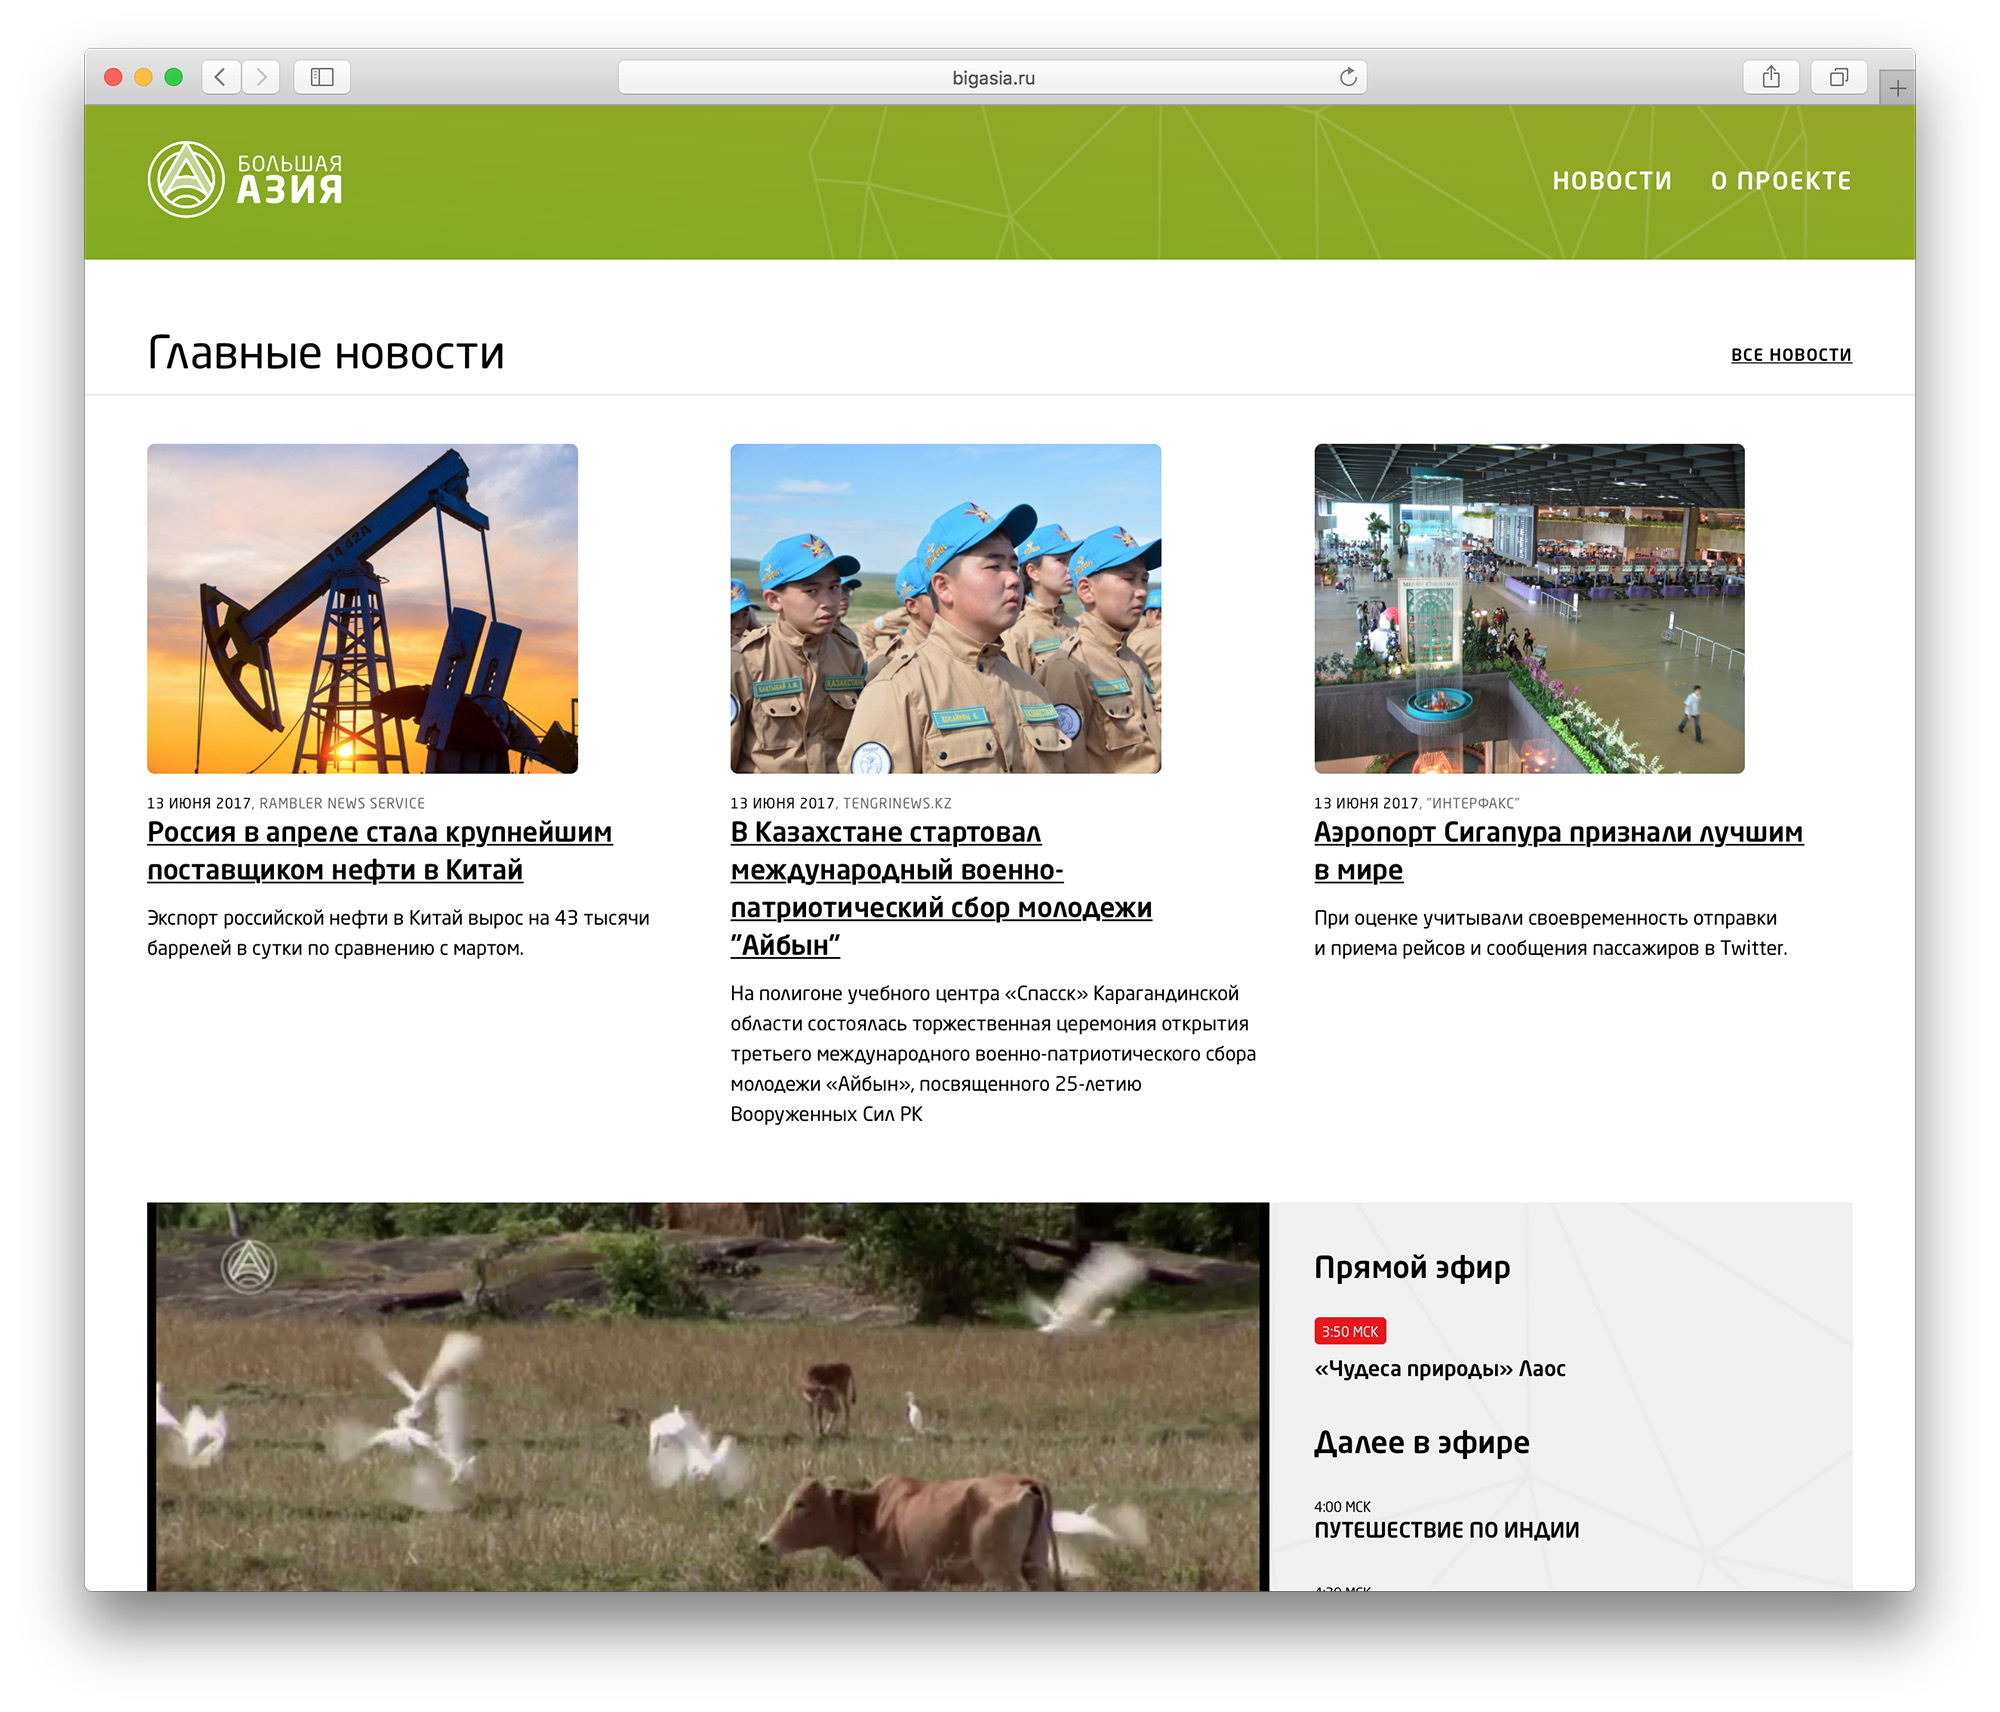 bigasia.ru
БОЛЬШАЯ
АЗИЯ
НОВОСТИ
О ПРОЕКТЕ
Главные новости
ВСЕ НОВОСТИ
13 ИЮНЯ 2017, RAMBLER NEWS SERVICE
Россия в апреле стала крупнейшим
поставщиком нефти в Китай
Экспорт российской нефти в Китай вырос на 43 тысячи
баррелей в сутки по сравнению с мартом.
КАЗАКСТАН
13 ИЮНЯ 2017, TENGRINEWS.KZ
В Казахстане стартовал
международный военно-
патриотический сбор молодежи
"Айбын"
На полигоне учебного центра «Спасск» Карагандинской
области состоялась торжественная церемония открытия
третьего международного военно-патриотического сбора
молодежи «Айбын», посвященного 25-летию
Вооруженных Сил РК
13 ИЮНЯ 2017, "ИНТЕРФАКС"
Аэропорт Сигапура признали лучшим
в мире
При оценке учитывали своевременность отправки
и приема рейсов и сообщения пассажиров в Twitter.
Прямой эфир
3:50 МСК
«Чудеса природы» Лаос
Далее в эфире
4:00 МСК
ПУТЕШЕСТВИЕ ПО ИНДИИ